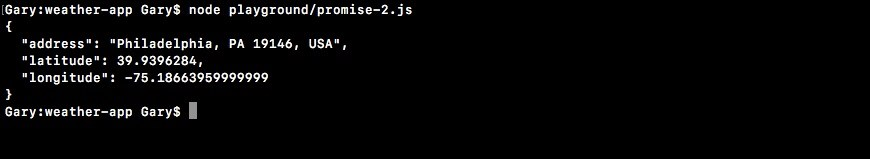 Gary:weather-app Gary$ node playground/promise-2.js
{
  "address": "Philadelphia, PA 19146, USA",
  "latitude": 39.9396284,
  "longitude": -75.18663959999999
}
Gary:weather-app Gary$